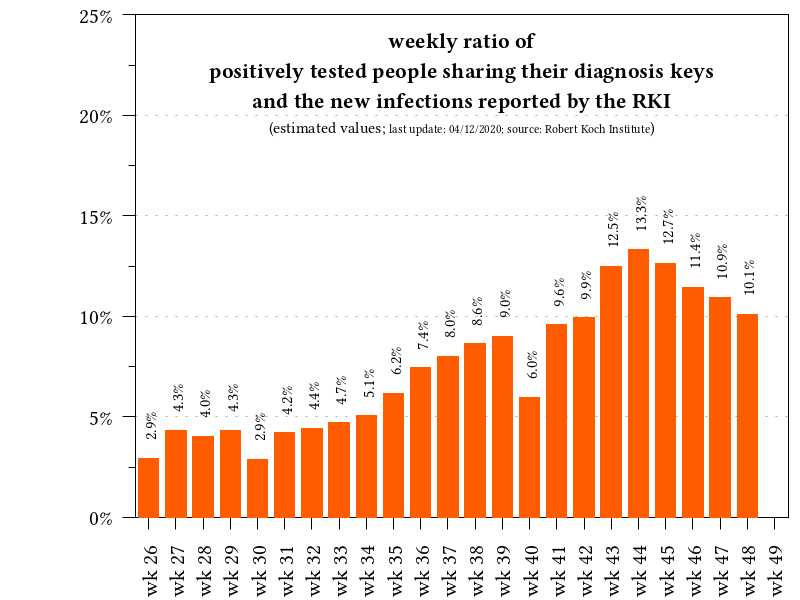 weekly ratio of
positively tested people sharing their diagnosis keys
and the new infections reported by the RKI
(estimated values; last update: 04/12/2020; source: Robert Koch Institute)
25%
20%
15%
10%
5%
0%
2.9%
4.3%
4.0%
4.3%
2.9%
4.2%
4.4%
4.7%
5.1%
6.2%
7.4%
8.0%
8.6%
9.0%
6.0%
9.6%
9.9%
12.5%
13.3%
12.7%
11.4%
10.9%
10.1%
wk 26
wk 27
wk 28
wk 29
wk 30
wk 31
wk 32
wk 33
wk 34
wk 35
wk 36
wk 37
wk 38
wk 39
wk 40
wk 41
wk 42
wk 43
wk 44
wk 45
wk 46
wk 47
wk 48
wk 49